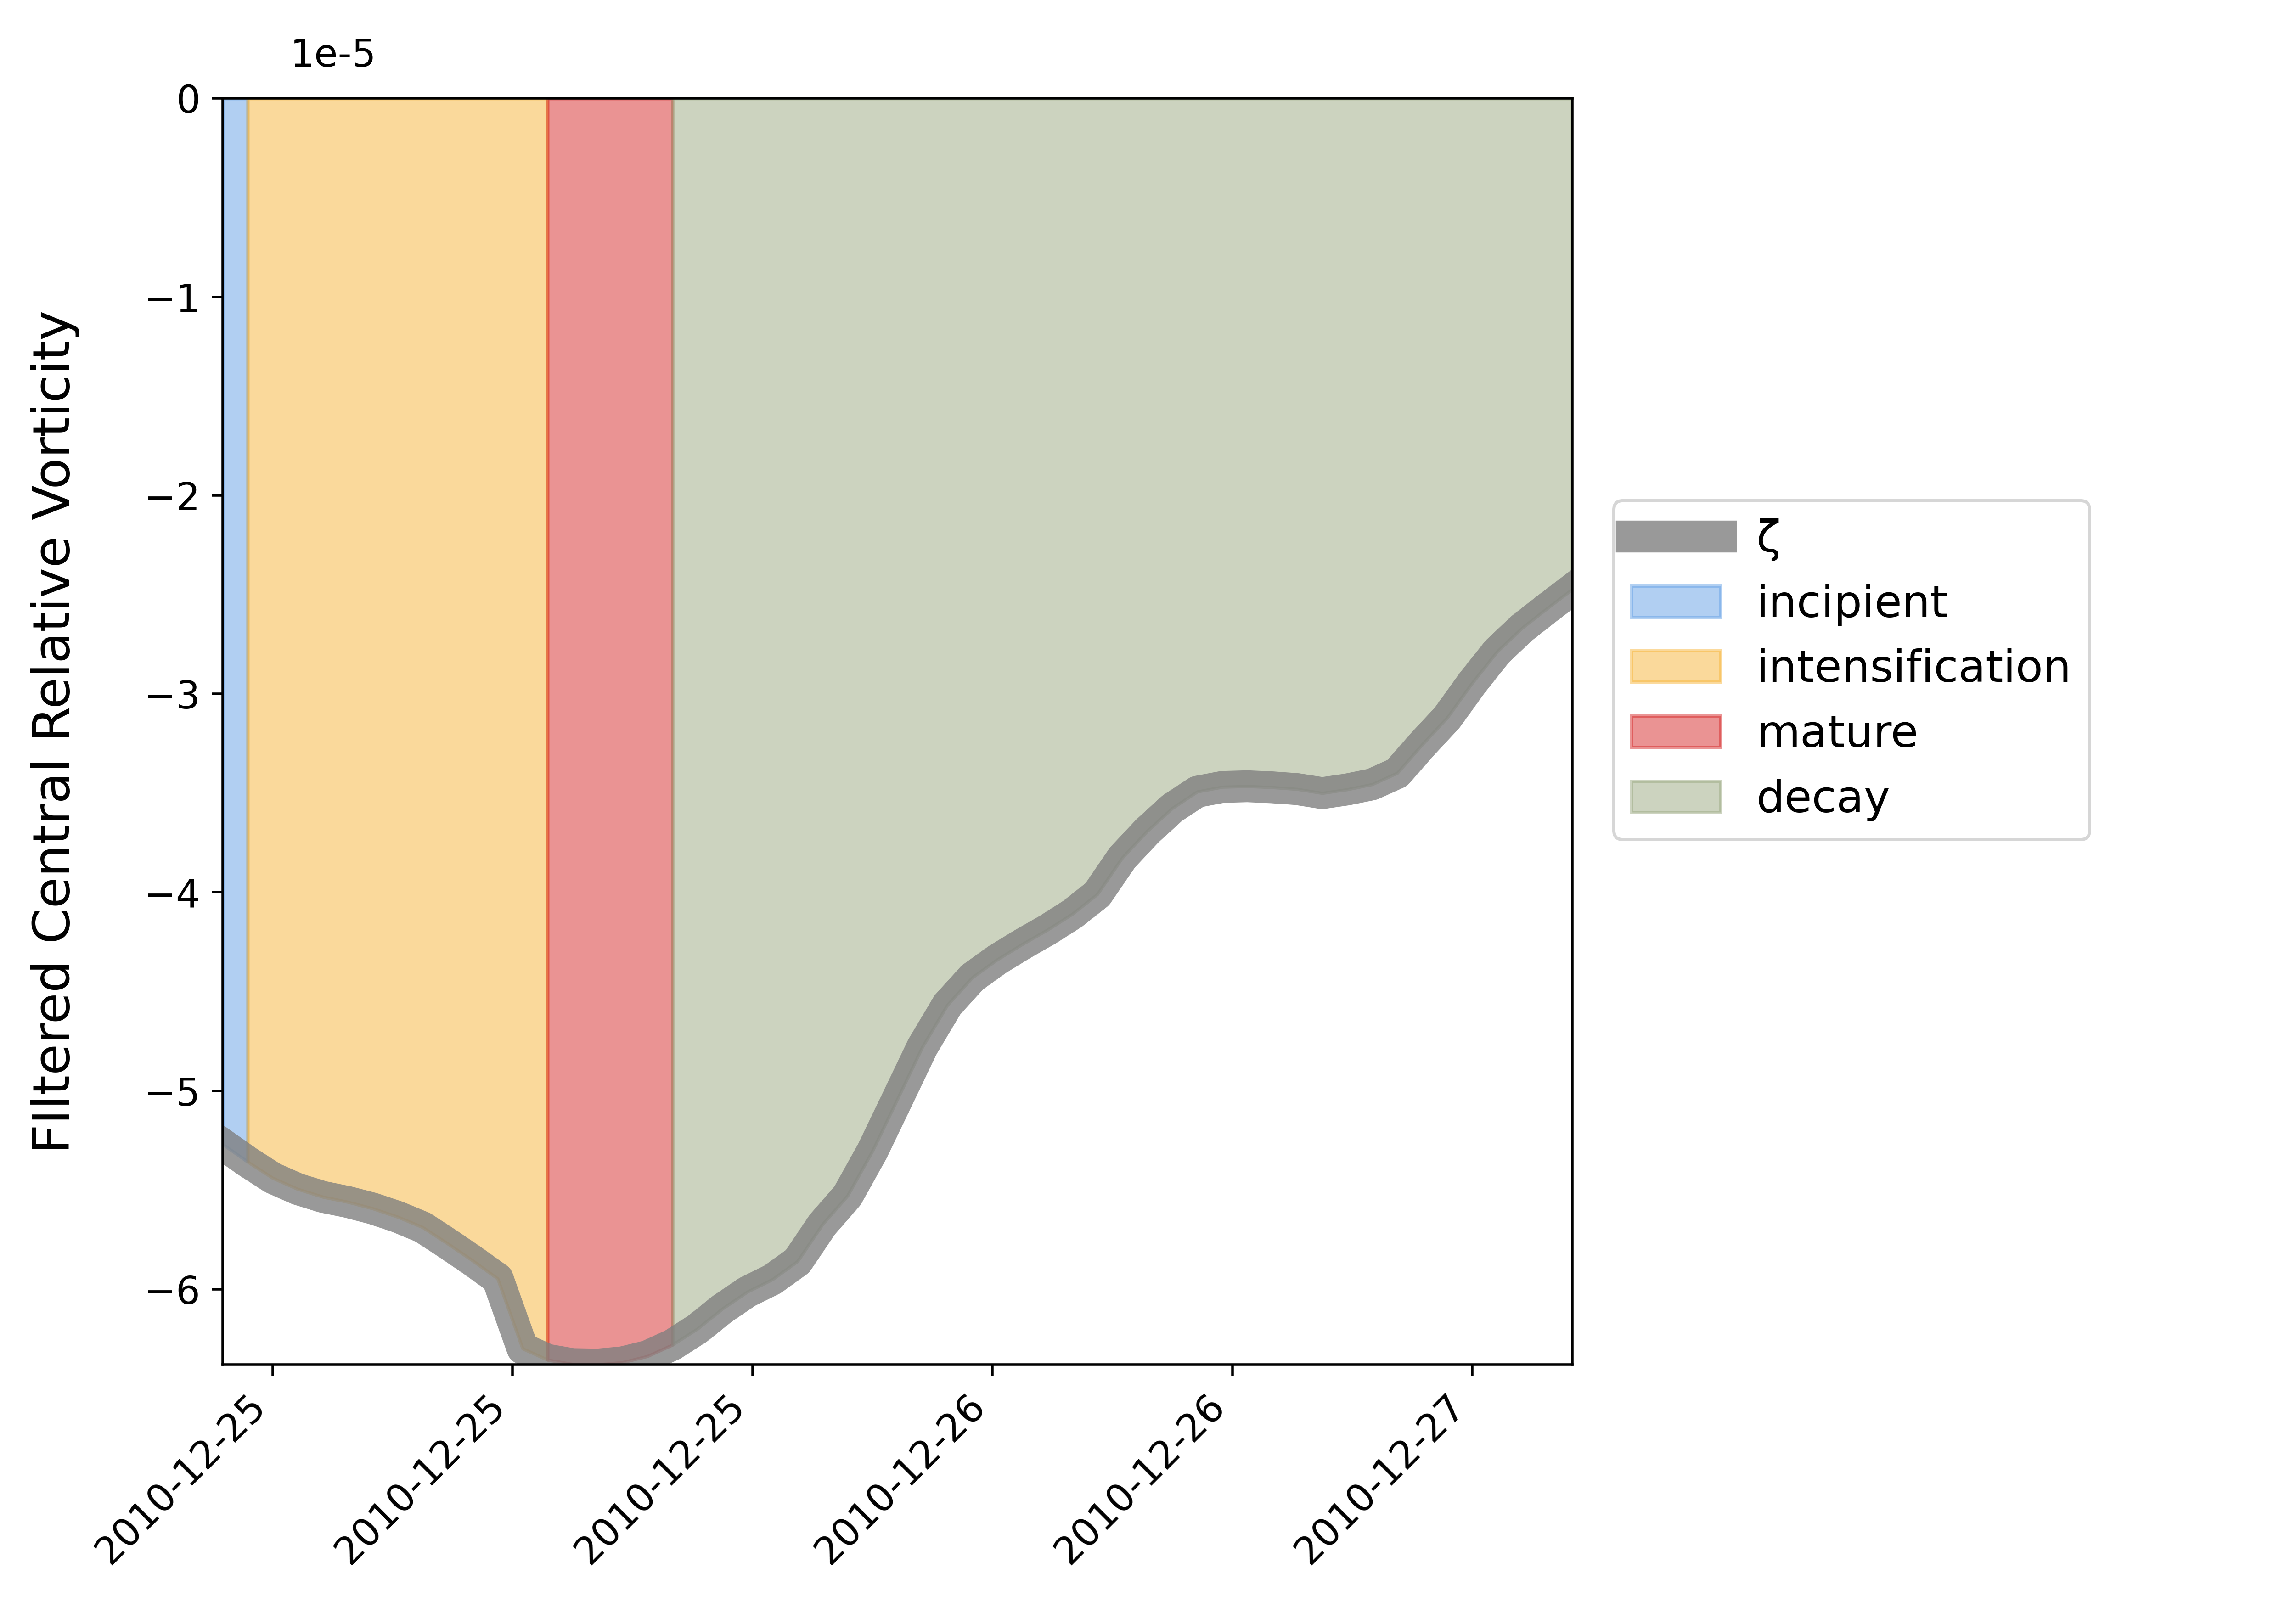 1e-5
0
−1
−2
−3
−4
−5
−6
FIltered Central Relative Vorticity
2010-12-25
2010-12-25
2010-12-25
2010-12-26
2010-12-26
2010-12-27
ζ
incipient
intensification
mature
decay